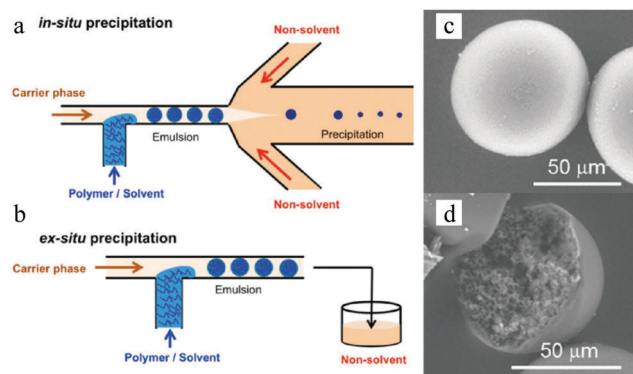 a
in-situ precipitation
Non-solvent
Carrier phase
Emulsion
Precipitation
Polymer / Solvent
Non-solvent
b
ex-situ precipitation
Carrier phase
Emulsion
Polymer / Solvent
Non-solvent
c
50 μm
d
50 μm